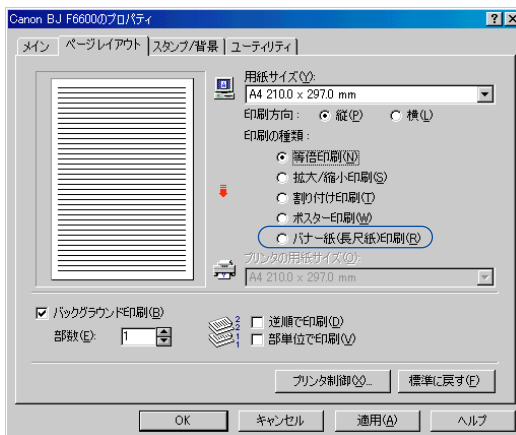 Canon BJ F6600のプロパティ
メイン ページレイアウト スタンプ/背景 ユーティリティ
用紙サイズ(Y):
A4 210.0 x 297.0 mm
印刷方向: 縦(P) 横(L)
印刷の種類:
等倍印刷(N)
拡大/縮小印刷(S)
割り付け印刷(T)
ポスター印刷(W)
バナー紙(長尺紙)印刷(R)
プリンタの用紙サイズ(O):
A4 210.0 x 297.0 mm
バックグラウンド印刷(B)
部数(E): 1
2 2 1 1
逆順で印刷(D)
部単位で印刷(V)
プリンタ制御(X)... 標準に戻す(F)
OK キャンセル 適用(A) ヘルプ